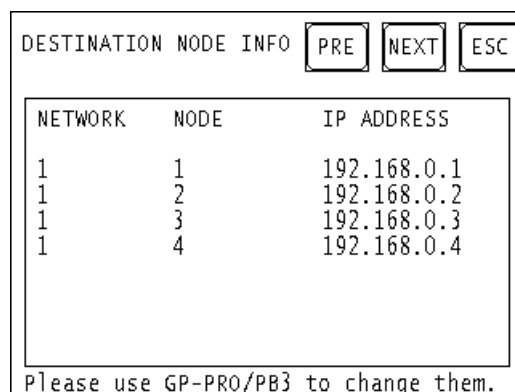 DESTINATION NODE INFO PRE NEXT ESC
NETWORK NODE IP ADDRESS
1 1 192.168.0.1
1 2 192.168.0.2
1 3 192.168.0.3
1 4 192.168.0.4
Please use GP-PRO/PB3 to change them.